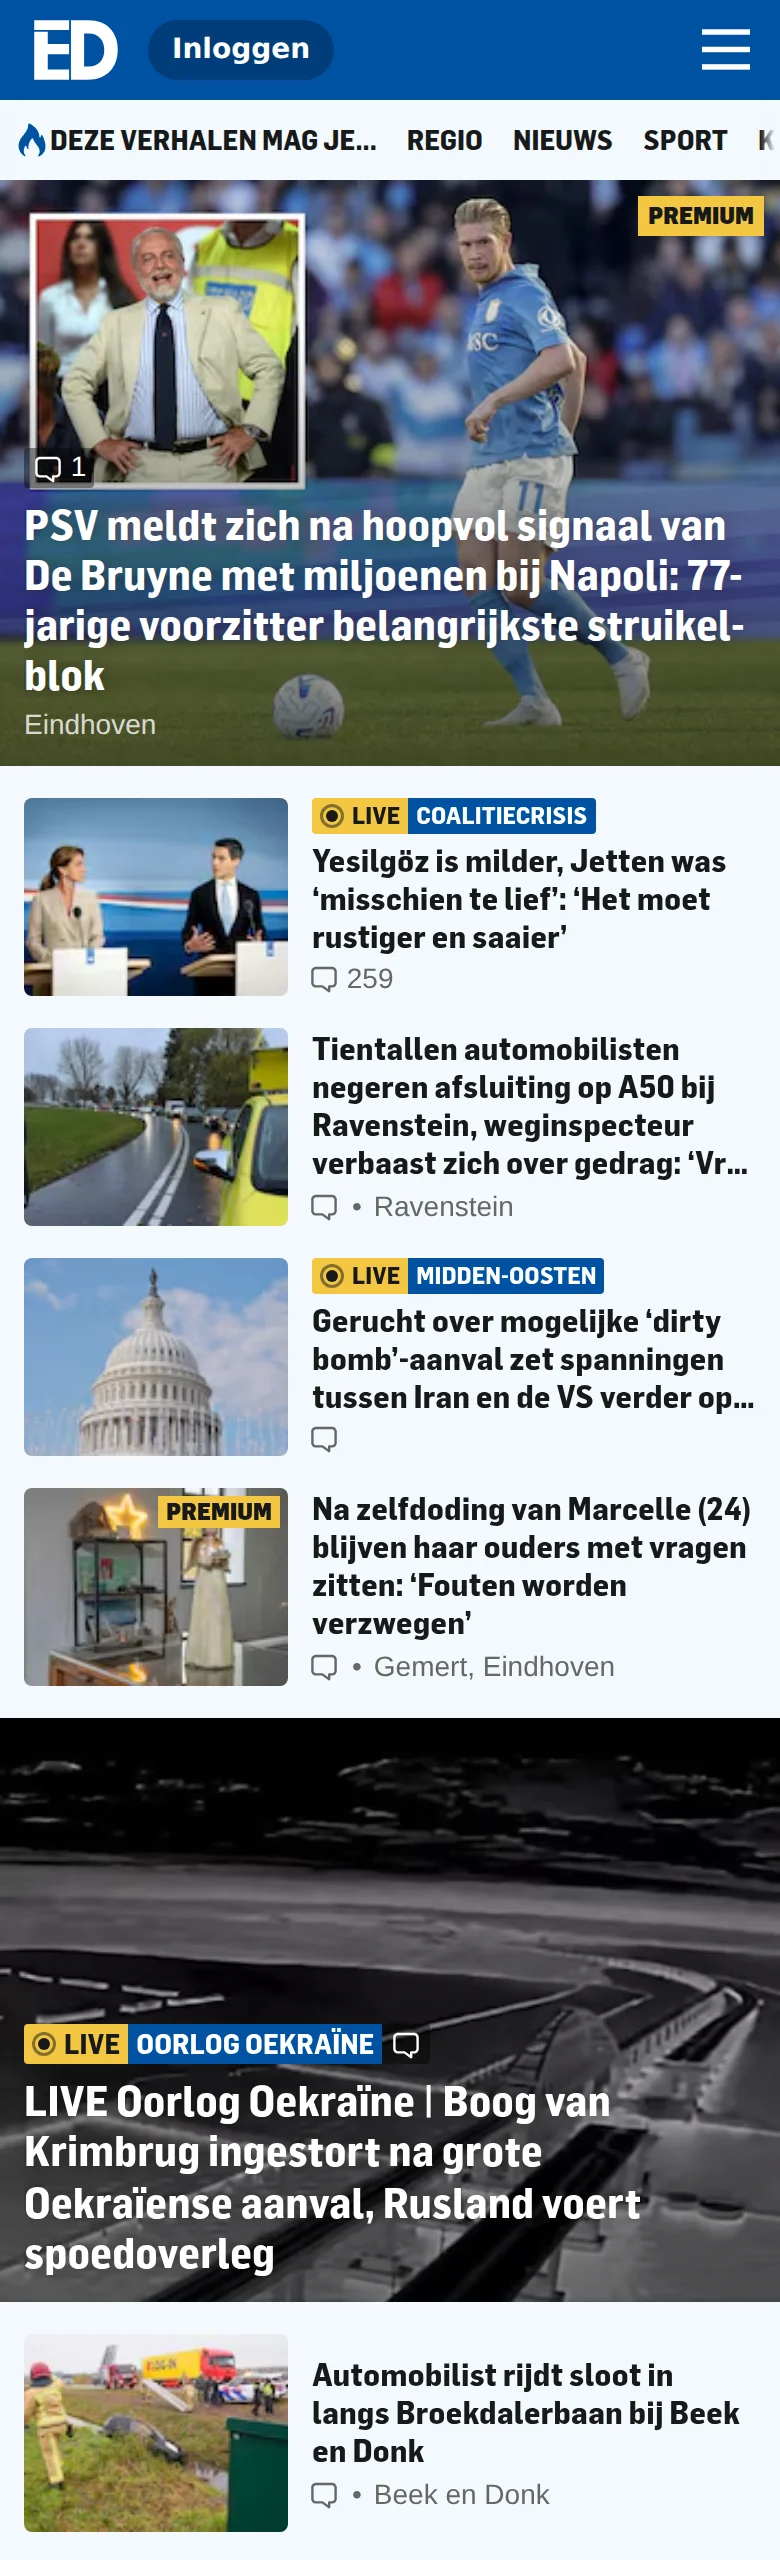 ED Inloggen
DEZE VERHALEN MAG JE... REGIO NIEUWS SPORT K
PREMIUM
1
PSV meldt zich na hoopvol signaal van
De Bruyne met miljoenen bij Napoli: 77-
jarige voorzitter belangrijkste struikel-
blok
Eindhoven
LIVE COALITIECRISIS
Yesilgöz is milder, Jetten was
‘misschien te lief’: ‘Het moet
rustiger en saaier’
259
Tientallen automobilisten
negeren afsluiting op A50 bij
Ravenstein, weginspecteur
verbaast zich over gedrag: ‘Vr...
• Ravenstein
LIVE MIDDEN-OOSTEN
Gerucht over mogelijke ‘dirty
bomb’-aanval zet spanningen
tussen Iran en de VS verder op...
PREMIUM
Na zelfdoding van Marcelle (24)
blijven haar ouders met vragen
zitten: ‘Fouten worden
verzwegen’
• Gemert, Eindhoven
LIVE OORLOG OEKRAÏNE
LIVE Oorlog Oekraïne | Boog van
Krimbrug ingestort na grote
Oekraïense aanval, Rusland voert
spoedoverleg
Automobilist rijdt sloot in
langs Broekdalerbaan bij Beek
en Donk
• Beek en Donk